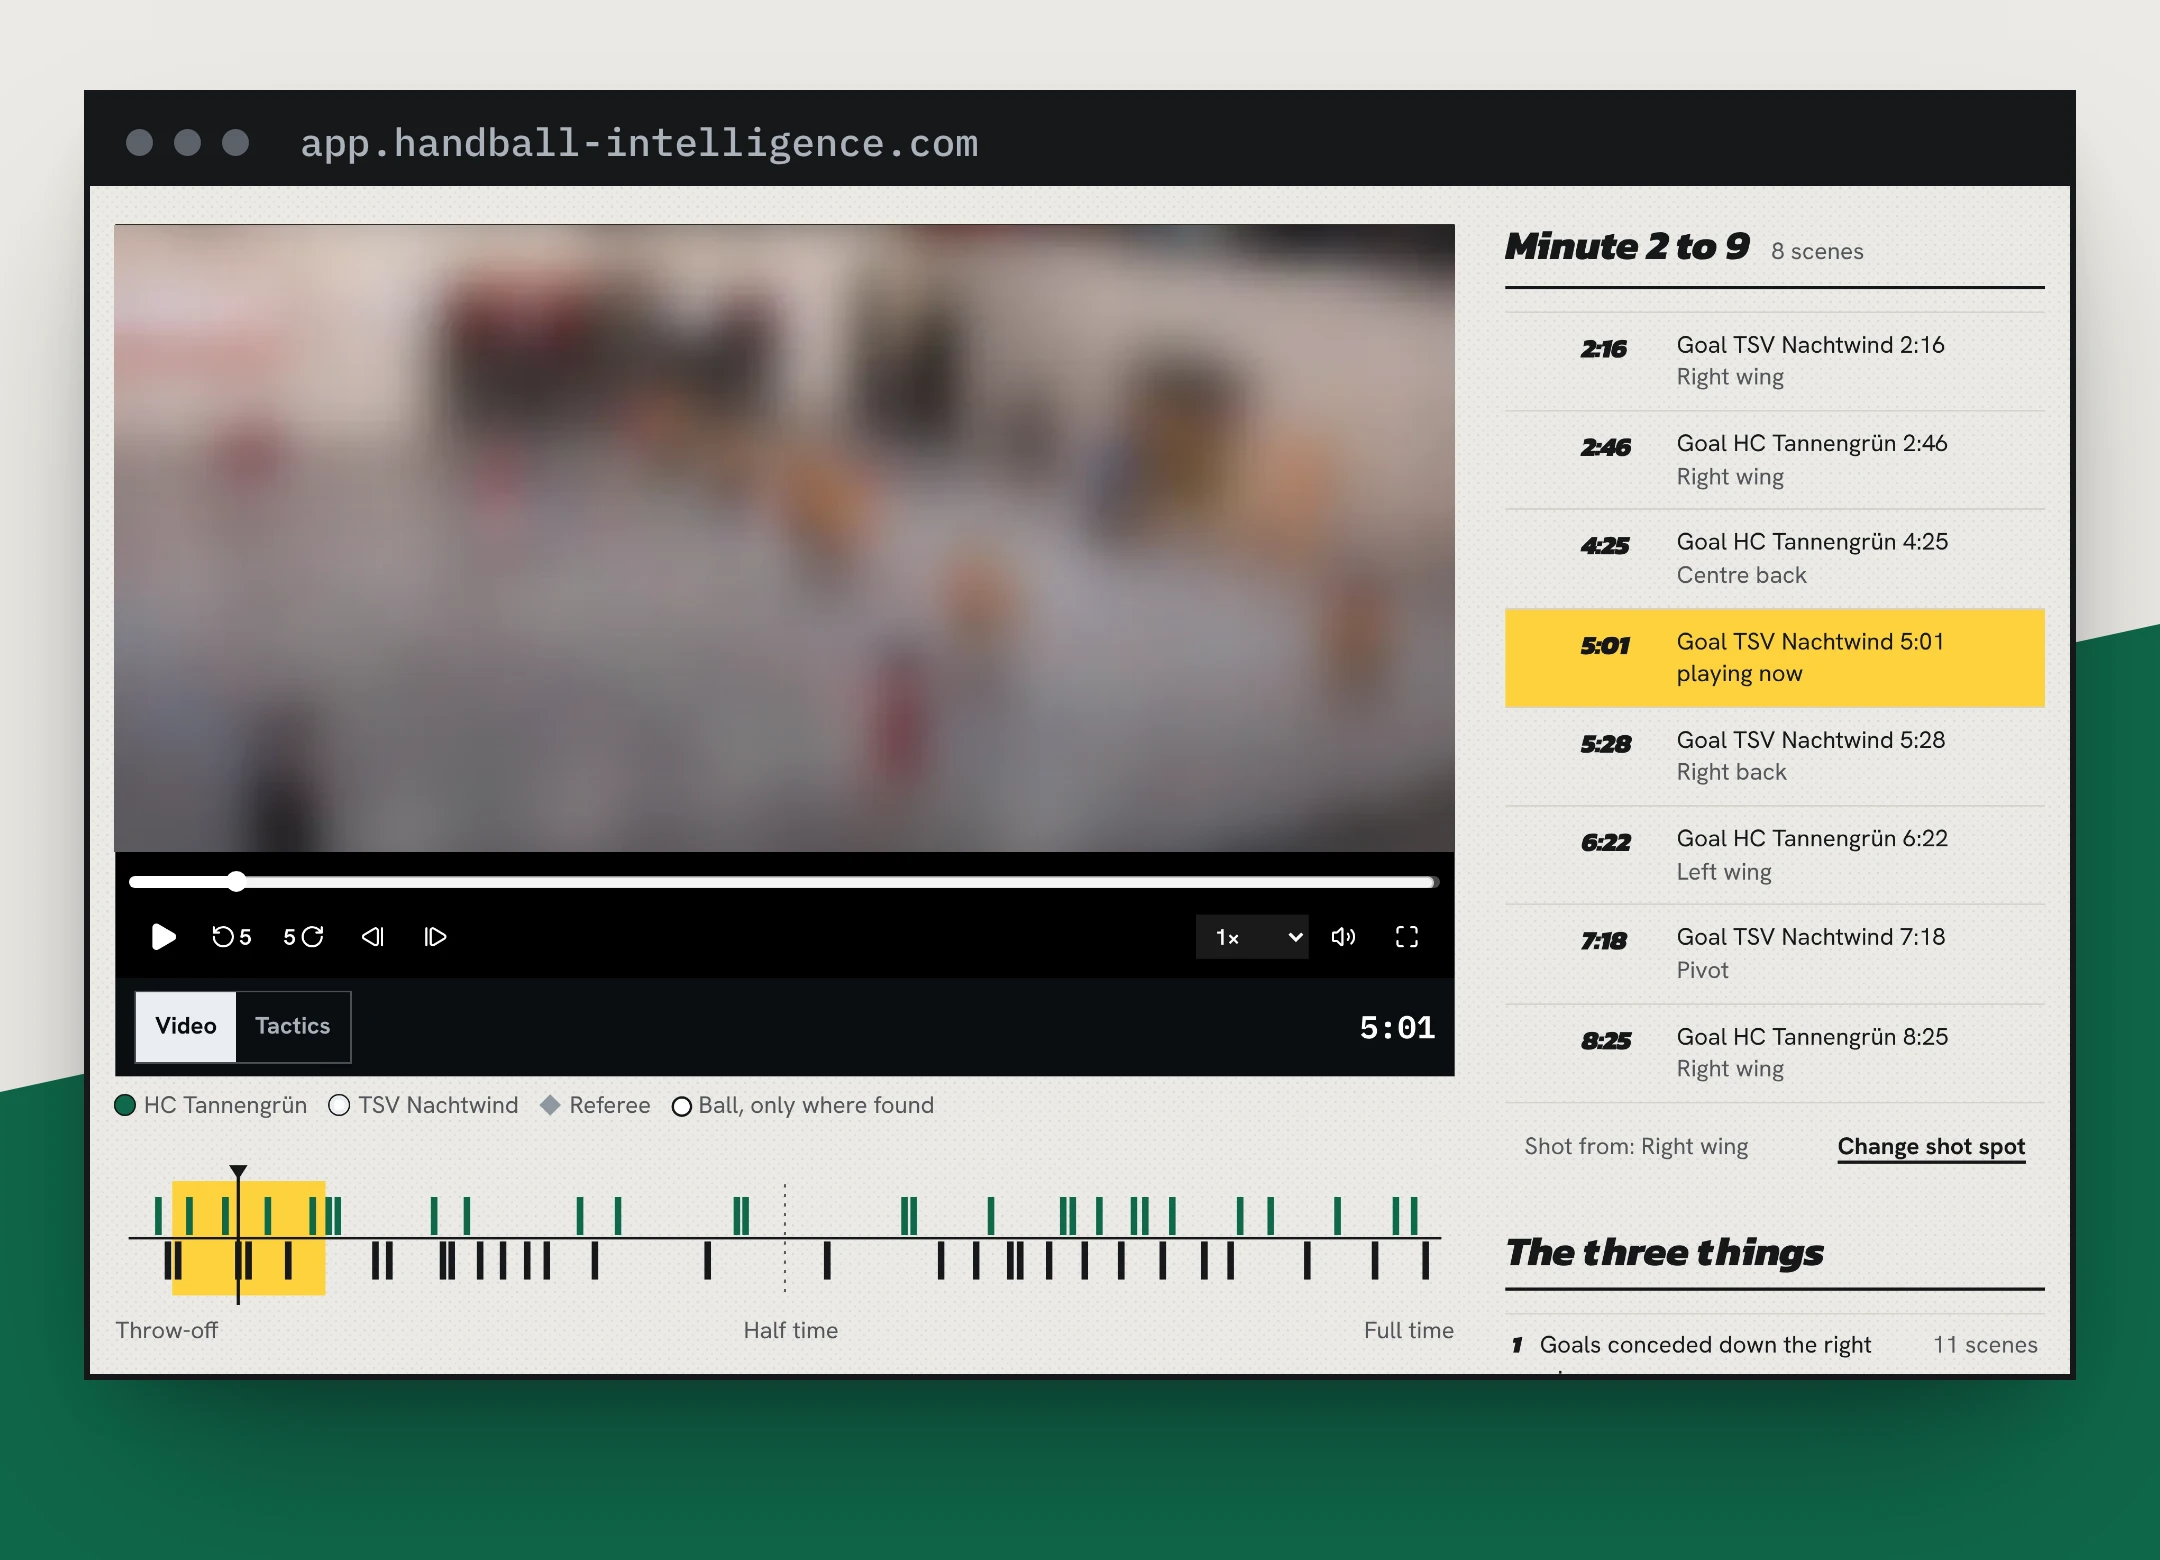 app.handball-intelligence.com
5
5
1×
Video
Tactics
5:01
HC Tannengrün
TSV Nachtwind
Referee
Ball, only where found
Throw-off
Half time
Full time
Minute 2 to 9
8 scenes
2:16
Goal TSV Nachtwind 2:16
Right wing
2:46
Goal HC Tannengrün 2:46
Right wing
4:25
Goal HC Tannengrün 4:25
Centre back
5:01
Goal TSV Nachtwind 5:01
playing now
5:28
Goal TSV Nachtwind 5:28
Right back
6:22
Goal HC Tannengrün 6:22
Left wing
7:18
Goal TSV Nachtwind 7:18
Pivot
8:25
Goal HC Tannengrün 8:25
Right wing
Shot from: Right wing
Change shot spot
The three things
1 Goals conceded down the right
11 scenes